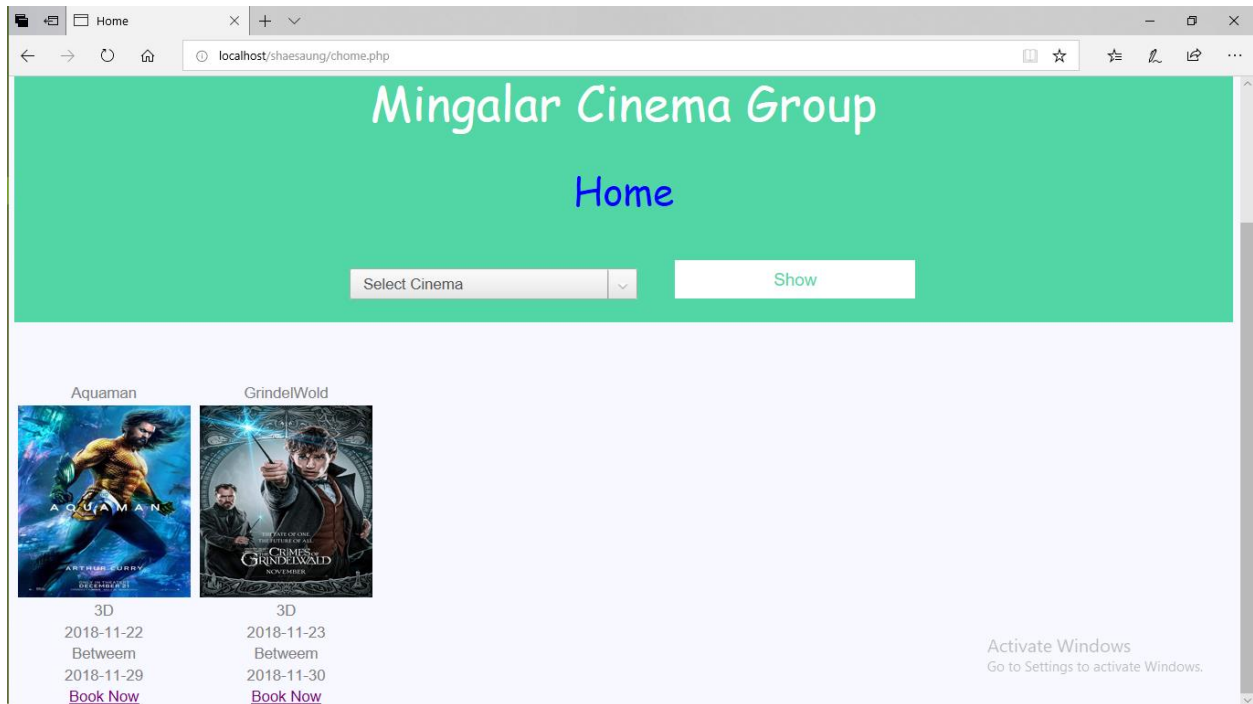 Home
localhost/shaesaung/chome.php
Mingalar Cinema Group
Home
Select Cinema
Show
Aquaman
GrindelWold
AQUAMAN
ARTHUR CURRY
DECEMBER 21
THE FATE OF ONE.
THE FUTURE OF ALL.
THE CRIMES OF
GRINDELWALD
NOVEMBER
3D
2018-11-22
Betweem
2018-11-29
Book Now
3D
2018-11-23
Betweem
2018-11-30
Book Now
Activate Windows
Go to Settings to activate Windows.